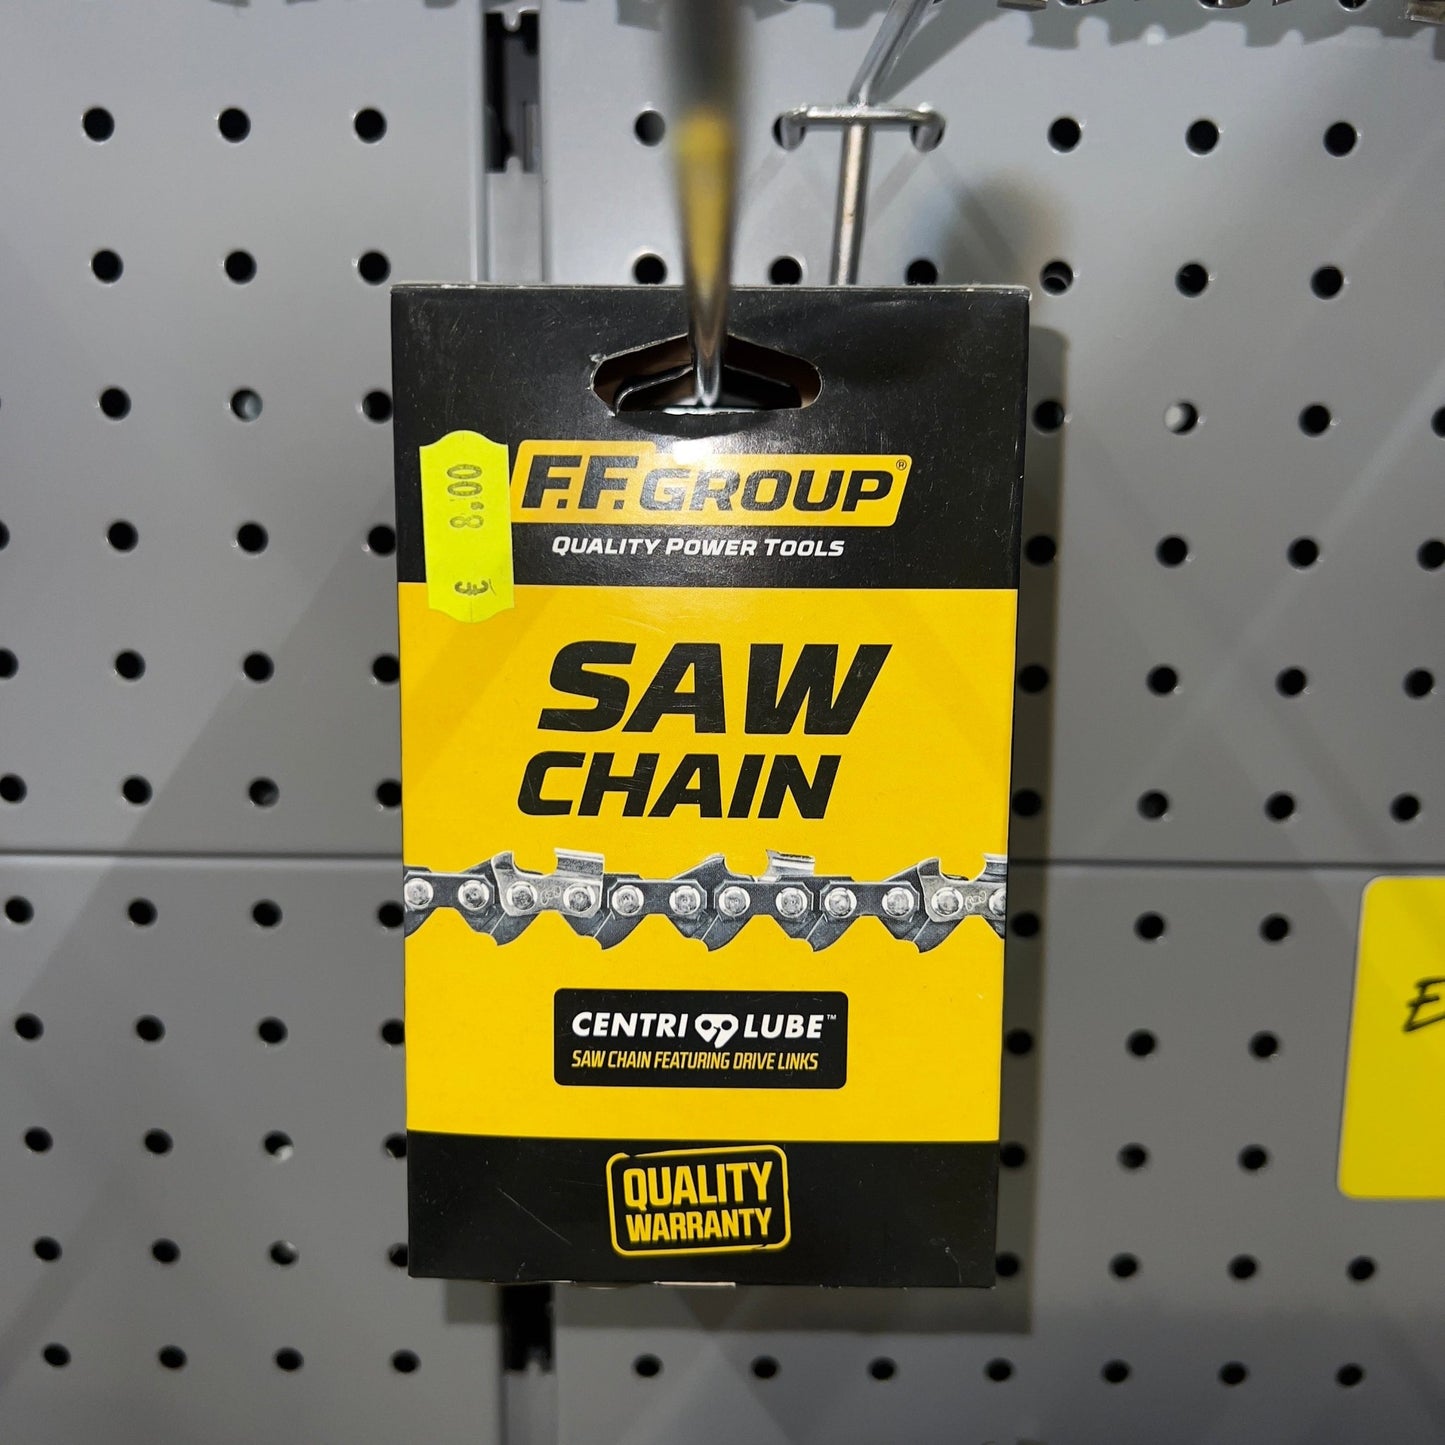 F.F. GROUP®
QUALITY POWER TOOLS
8,00 €
SAW
CHAIN
CENTRI LUBE™
SAW CHAIN FEATURING DRIVE LINKS
QUALITY
WARRANTY